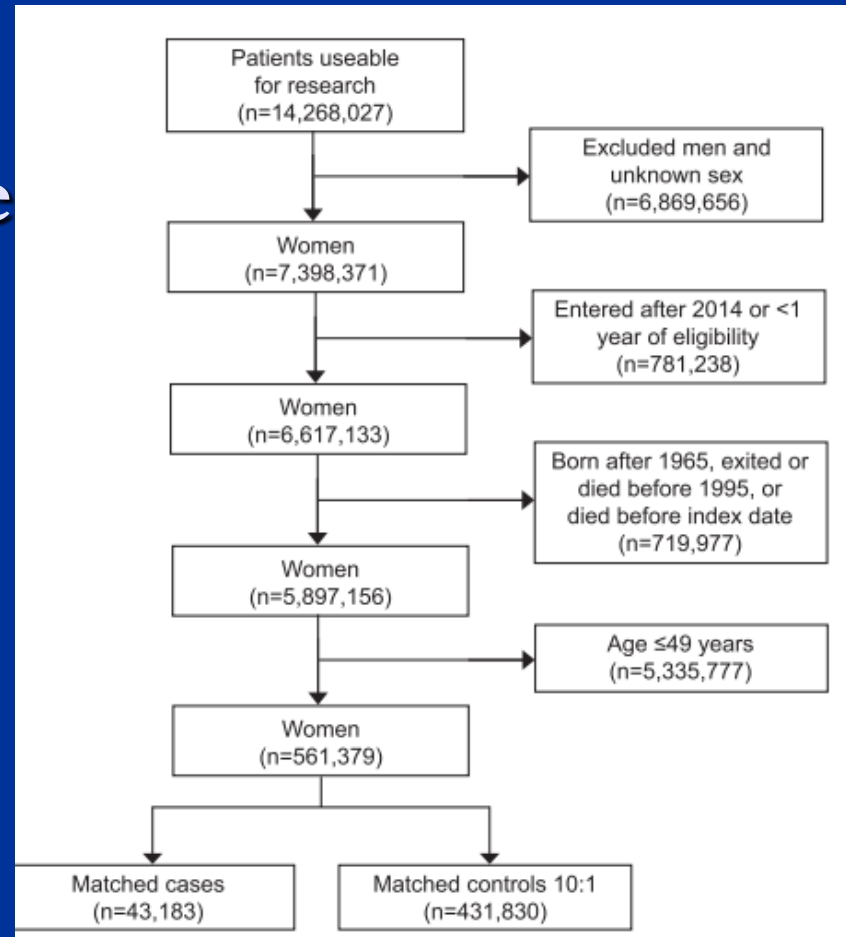 Patients useable
for research
(n=14,268,027)
Excluded men and
unknown sex
(n=6,869,656)
Women
(n=7,398,371)
Entered after 2014 or <1
year of eligibility
(n=781,238)
Women
(n=6,617,133)
Born after 1965, exited or
died before 1995, or
died before index date
(n=719,977)
Women
(n=5,897,156)
Age ≤49 years
(n=5,335,777)
Women
(n=561,379)
Matched cases
(n=43,183)
Matched controls 10:1
(n=431,830)